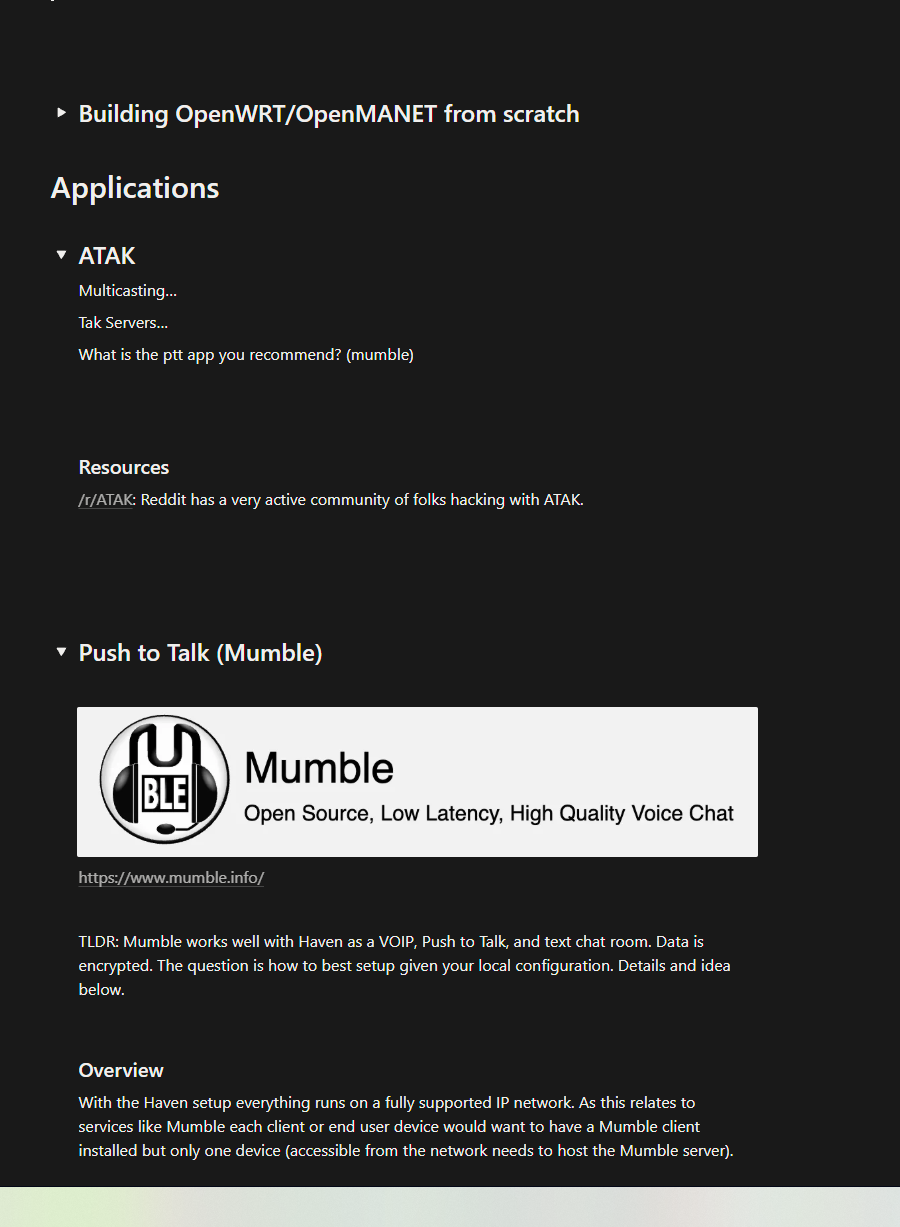 Building OpenWRT/OpenMANET from scratch
Applications
ATAK
Multicasting...
Tak Servers...
What is the ptt app you recommend? (mumble)
Resources
/r/ATAK: Reddit has a very active community of folks hacking with ATAK.
Push to Talk (Mumble)
BLE
Mumble
Open Source, Low Latency, High Quality Voice Chat
https://www.mumble.info/
TLDR: Mumble works well with Haven as a VOIP, Push to Talk, and text chat room. Data is
encrypted. The question is how to best setup given your local configuration. Details and idea
below.
Overview
With the Haven setup everything runs on a fully supported IP network. As this relates to
services like Mumble each client or end user device would want to have a Mumble client
installed but only one device (accessible from the network needs to host the Mumble server).